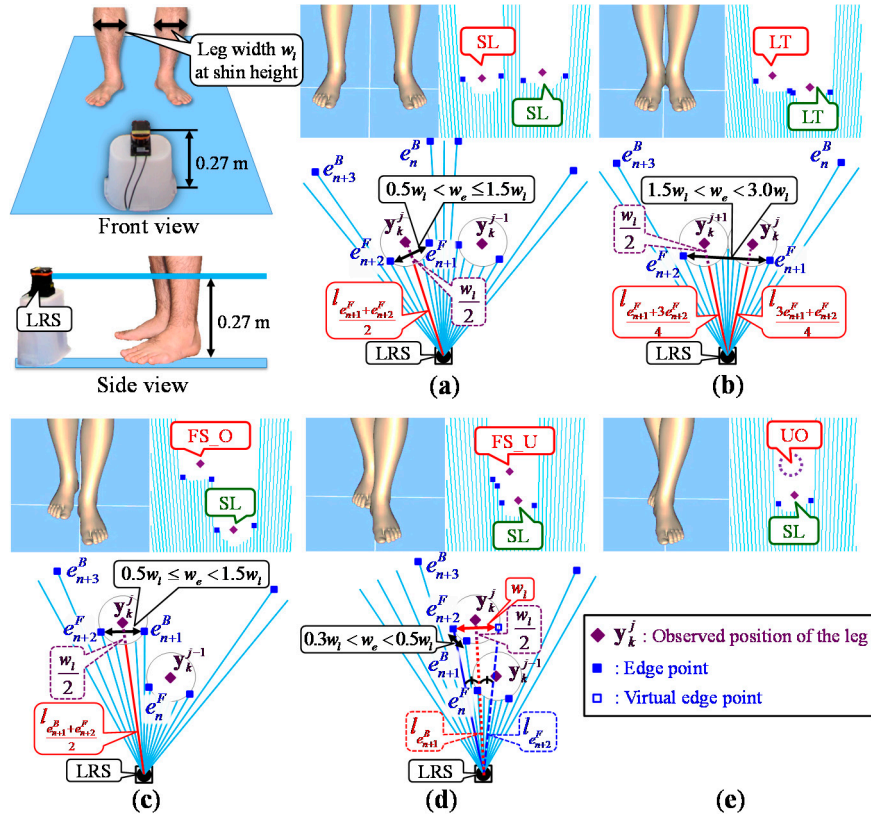 Leg width w_l
at shin height
0.27 m
Front view
LRS
0.27 m
Side view
SL
SL
e^B_{n+3}
e^B_n
0.5w_l < w_e ≤ 1.5w_l
y^j_k
y^{j-1}_k
e^F_{n+2}
e^F_{n+1}
w_l/2
l_{(e^F_{n+1}+e^F_{n+2})/2}
LRS
(a)
LT
LT
e^B_{n+3}
e^B_n
1.5w_l < w_e < 3.0w_l
w_l/2
y^{j+1}_k
y^j_k
e^F_{n+2}
e^F_{n+1}
l_{(e^F_{n+1}+3e^F_{n+2})/4}
l_{(3e^F_{n+1}+e^F_{n+2})/4}
LRS
(b)
FS_O
SL
e^B_{n+3}
0.5w_l ≤ w_e < 1.5w_l
y^j_k
e^F_{n+2}
e^B_{n+1}
w_l/2
y^{j-1}_k
e^F_n
l_{(e^B_{n+1}+e^F_{n+2})/2}
LRS
(c)
FS_U
SL
e^B_{n+3}
y^j_k
w_l
e^F_{n+2}
w_l/2
0.3w_l < w_e < 0.5w_l
e^B_{n+1}
y^{j-1}_k
e^F_n
l_{e^B_{n+1}}
l_{e^F_{n+2}}
LRS
(d)
UO
SL
y^j_k : Observed position of the leg
: Edge point
: Virtual edge point
(e)